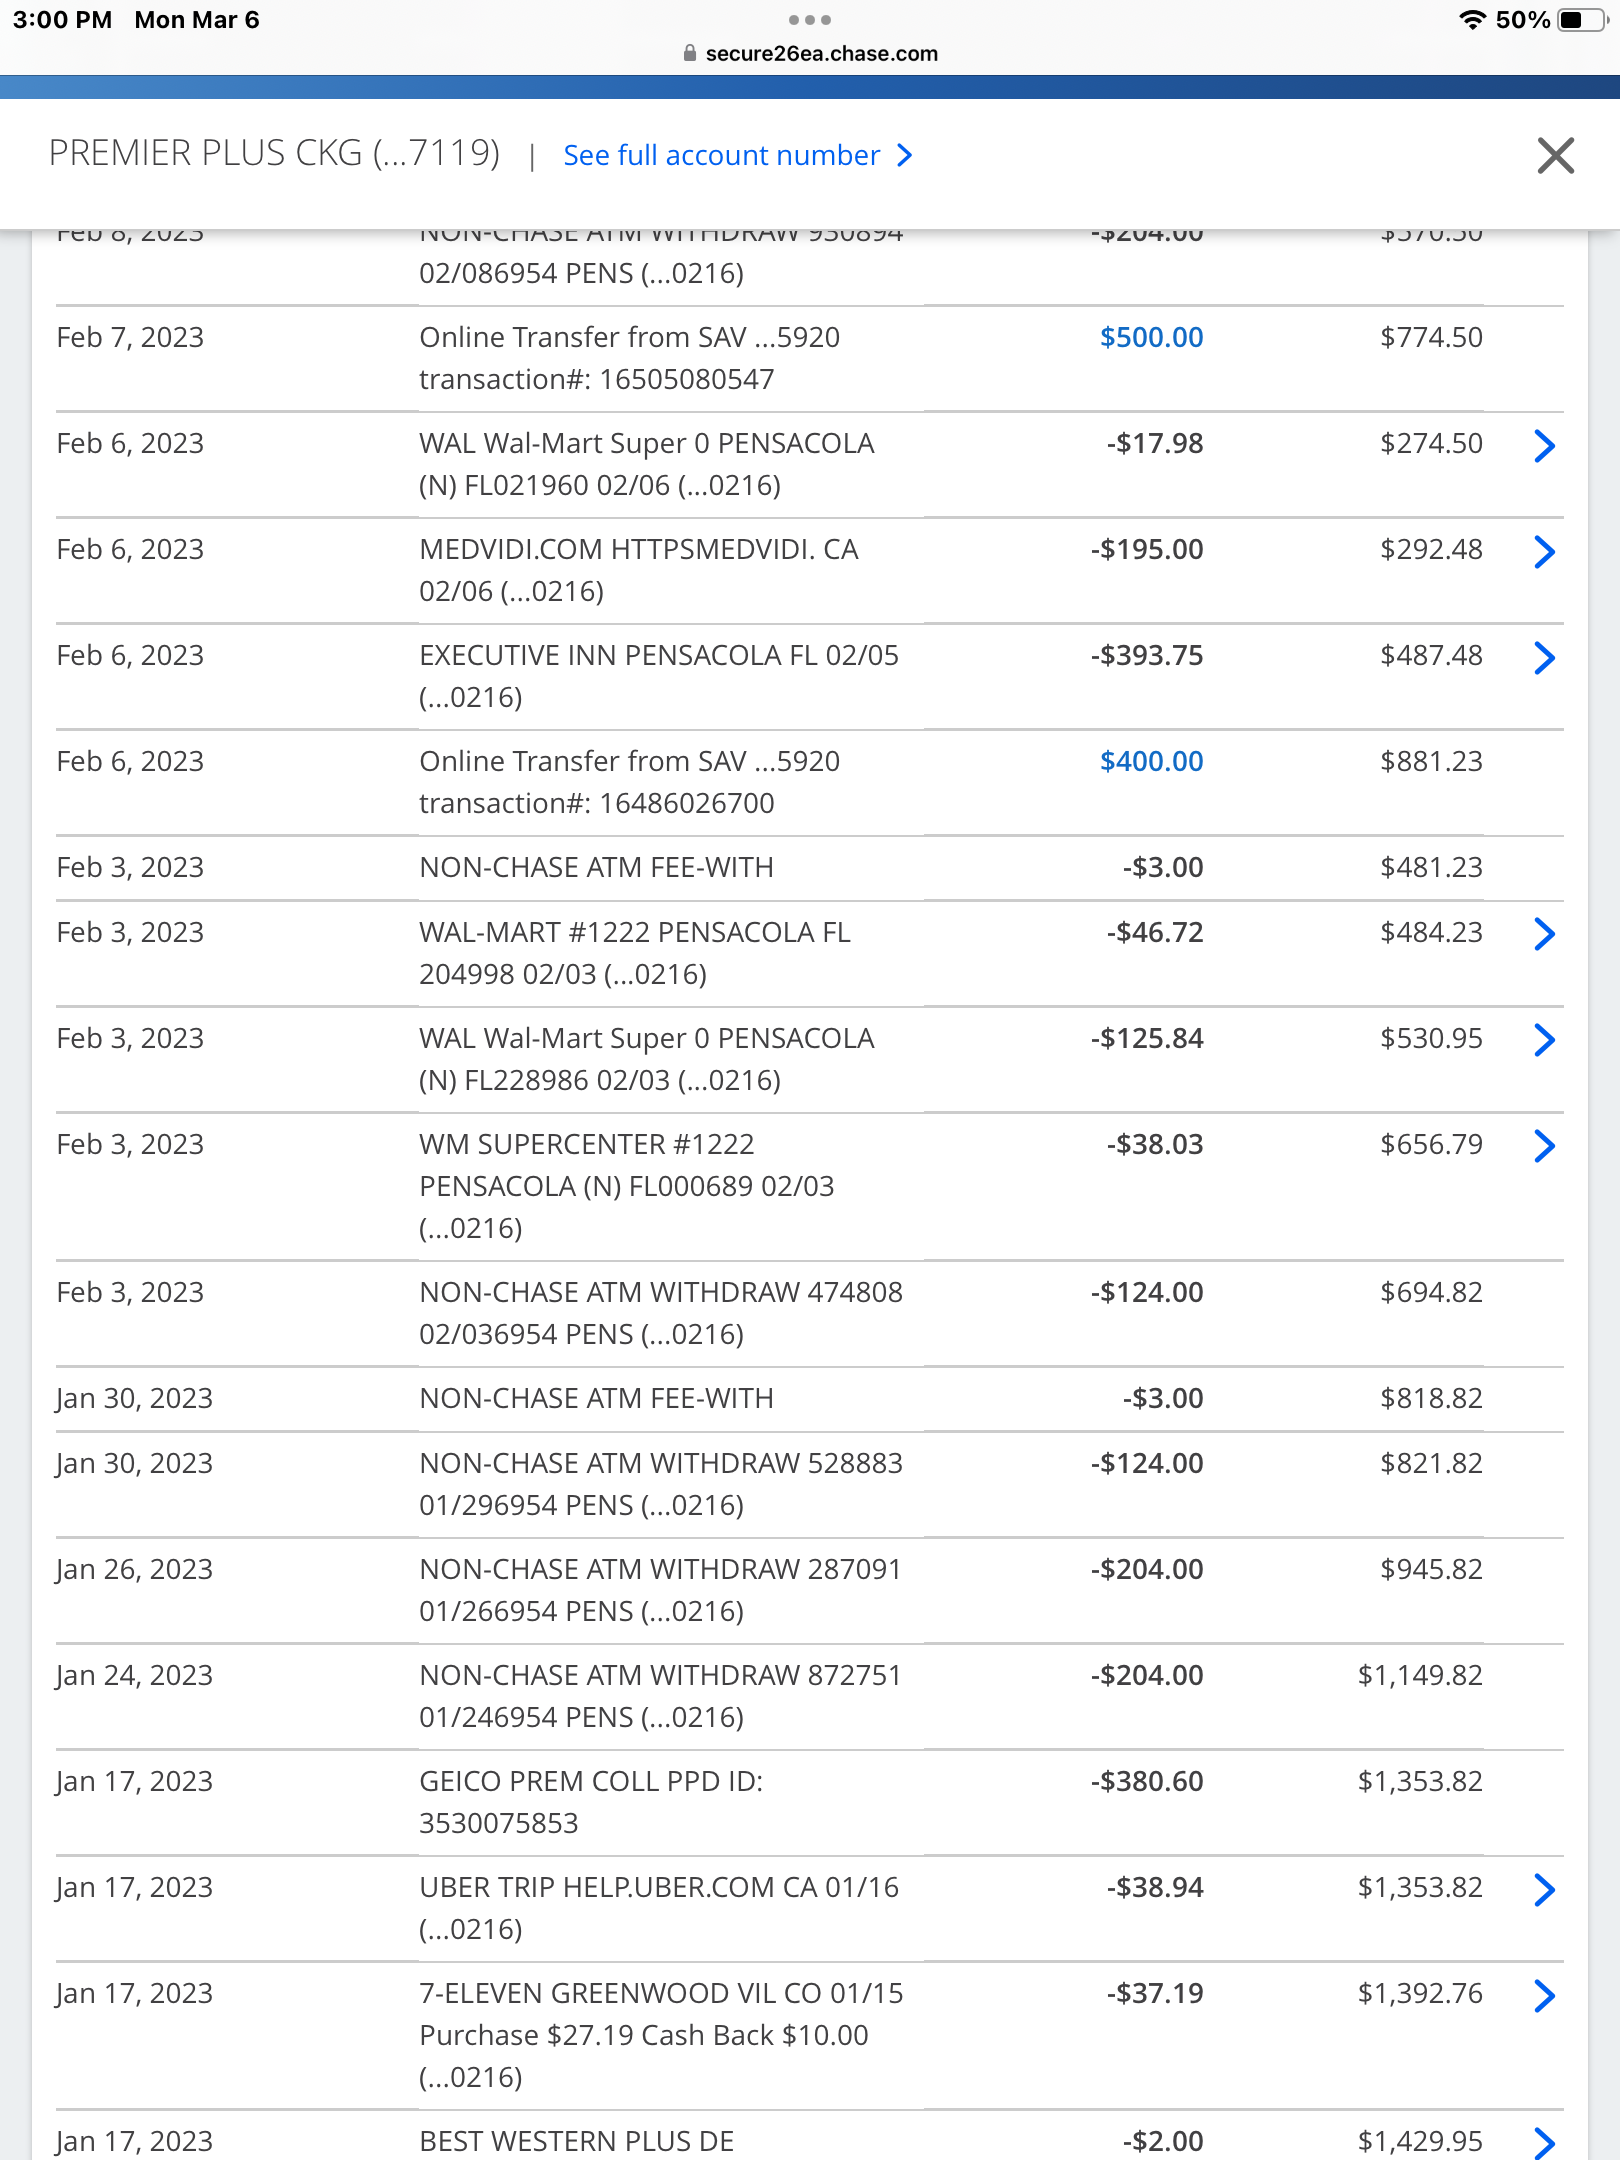 3:00 PM Mon Mar 6
50%
secure26ea.chase.com
PREMIER PLUS CKG (...7119) | See full account number
Feb 8, 2023 NON-CHASE ATM WITHDRAW 930894 -$204.00 $570.50
02/086954 PENS (...0216)
Feb 7, 2023 Online Transfer from SAV ...5920 $500.00 $774.50
transaction#: 16505080547
Feb 6, 2023 WAL Wal-Mart Super 0 PENSACOLA -$17.98 $274.50
(N) FL021960 02/06 (...0216)
Feb 6, 2023 MEDVIDI.COM HTTPSMEDVIDI. CA -$195.00 $292.48
02/06 (...0216)
Feb 6, 2023 EXECUTIVE INN PENSACOLA FL 02/05 -$393.75 $487.48
(...0216)
Feb 6, 2023 Online Transfer from SAV ...5920 $400.00 $881.23
transaction#: 16486026700
Feb 3, 2023 NON-CHASE ATM FEE-WITH -$3.00 $481.23
Feb 3, 2023 WAL-MART #1222 PENSACOLA FL -$46.72 $484.23
204998 02/03 (...0216)
Feb 3, 2023 WAL Wal-Mart Super 0 PENSACOLA -$125.84 $530.95
(N) FL228986 02/03 (...0216)
Feb 3, 2023 WM SUPERCENTER #1222 -$38.03 $656.79
PENSACOLA (N) FL000689 02/03
(...0216)
Feb 3, 2023 NON-CHASE ATM WITHDRAW 474808 -$124.00 $694.82
02/036954 PENS (...0216)
Jan 30, 2023 NON-CHASE ATM FEE-WITH -$3.00 $818.82
Jan 30, 2023 NON-CHASE ATM WITHDRAW 528883 -$124.00 $821.82
01/296954 PENS (...0216)
Jan 26, 2023 NON-CHASE ATM WITHDRAW 287091 -$204.00 $945.82
01/266954 PENS (...0216)
Jan 24, 2023 NON-CHASE ATM WITHDRAW 872751 -$204.00 $1,149.82
01/246954 PENS (...0216)
Jan 17, 2023 GEICO PREM COLL PPD ID: -$380.60 $1,353.82
3530075853
Jan 17, 2023 UBER TRIP HELP.UBER.COM CA 01/16 -$38.94 $1,353.82
(...0216)
Jan 17, 2023 7-ELEVEN GREENWOOD VIL CO 01/15 -$37.19 $1,392.76
Purchase $27.19 Cash Back $10.00
(...0216)
Jan 17, 2023 BEST WESTERN PLUS DE -$2.00 $1,429.95